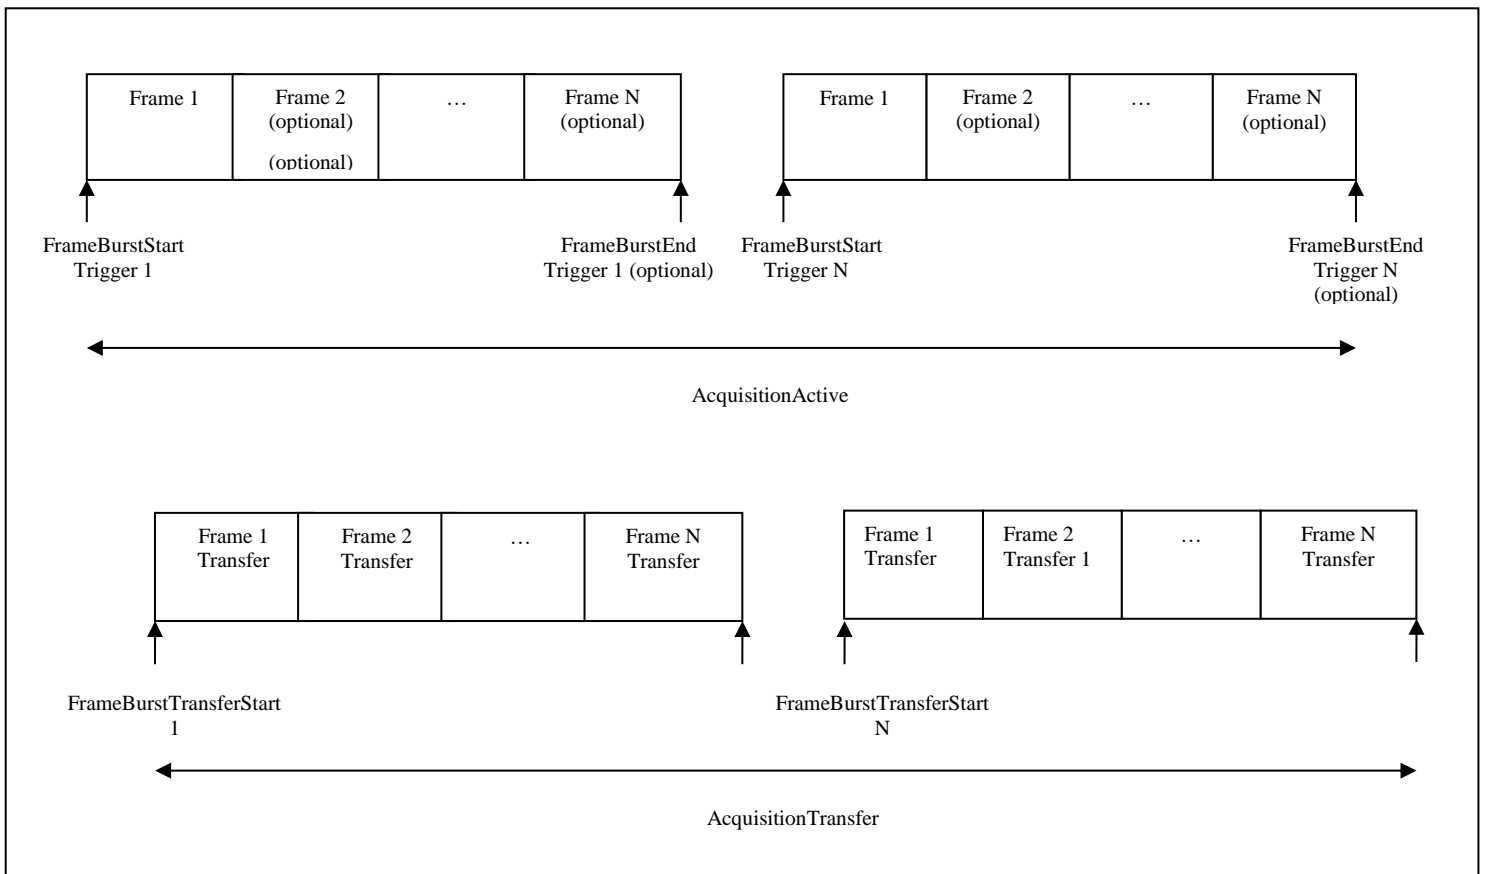 Frame 1
Frame 2
(optional)
(optional)
…
Frame N
(optional)
Frame 1
Frame 2
(optional)
…
Frame N
(optional)
FrameBurstStart
Trigger 1
FrameBurstEnd
Trigger 1 (optional)
FrameBurstStart
Trigger N
FrameBurstEnd
Trigger N
(optional)
AcquisitionActive
Frame 1
Transfer
Frame 2
Transfer
…
Frame N
Transfer
Frame 1
Transfer
Frame 2
Transfer 1
…
Frame N
Transfer
FrameBurstTransferStart
1
FrameBurstTransferStart
N
AcquisitionTransfer